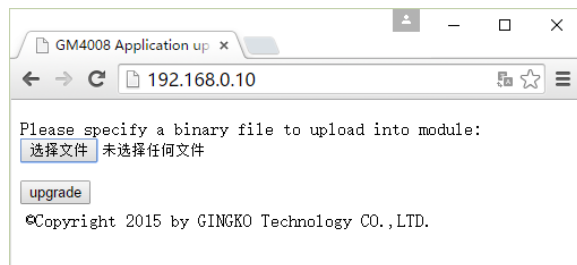 GM4008 Application up
192.168.0.10
Please specify a binary file to upload into module:
选择文件 未选择任何文件
upgrade
©Copyright 2015 by GINGKO Technology CO.,LTD.